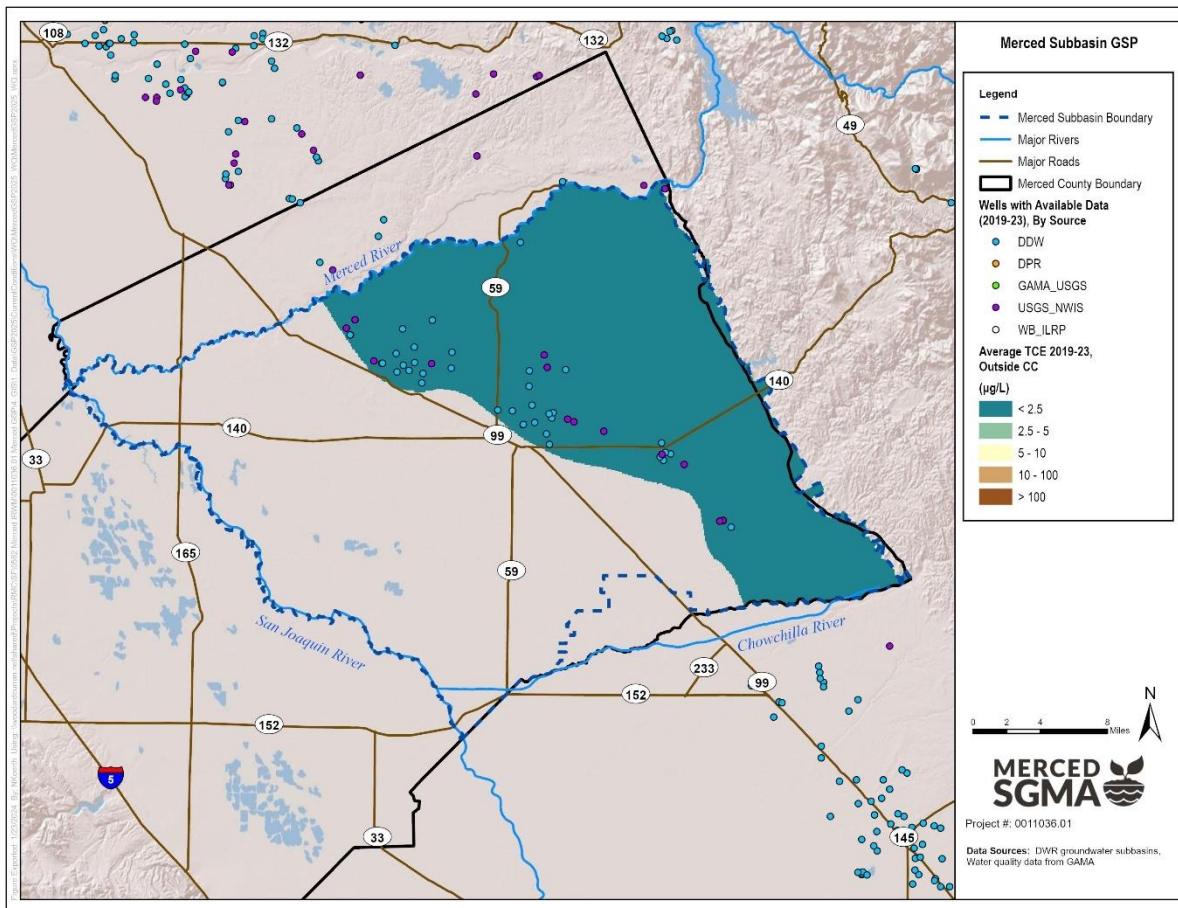 Merced Subbasin GSP
Legend
Merced Subbasin Boundary
Major Rivers
Major Roads
Merced County Boundary
Wells with Available Data
(2019-23), By Source
DDW
DPR
GAMA_USGS
USGS_NWIS
WB_ILRP
Average TCE 2019-23,
Outside CC
(µg/L)
< 2.5
2.5 - 5
5 - 10
10 - 100
> 100
N
0 2 4 8
Miles
MERCED
SGMA
Project #: 0011036.01
Data Sources: DWR groundwater subbasins,
Water quality data from GAMA
108
132
132
49
Merced River
59
140
140
99
33
165
59
San Joaquin River
Chowchilla River
233
99
152
152
5
33
145